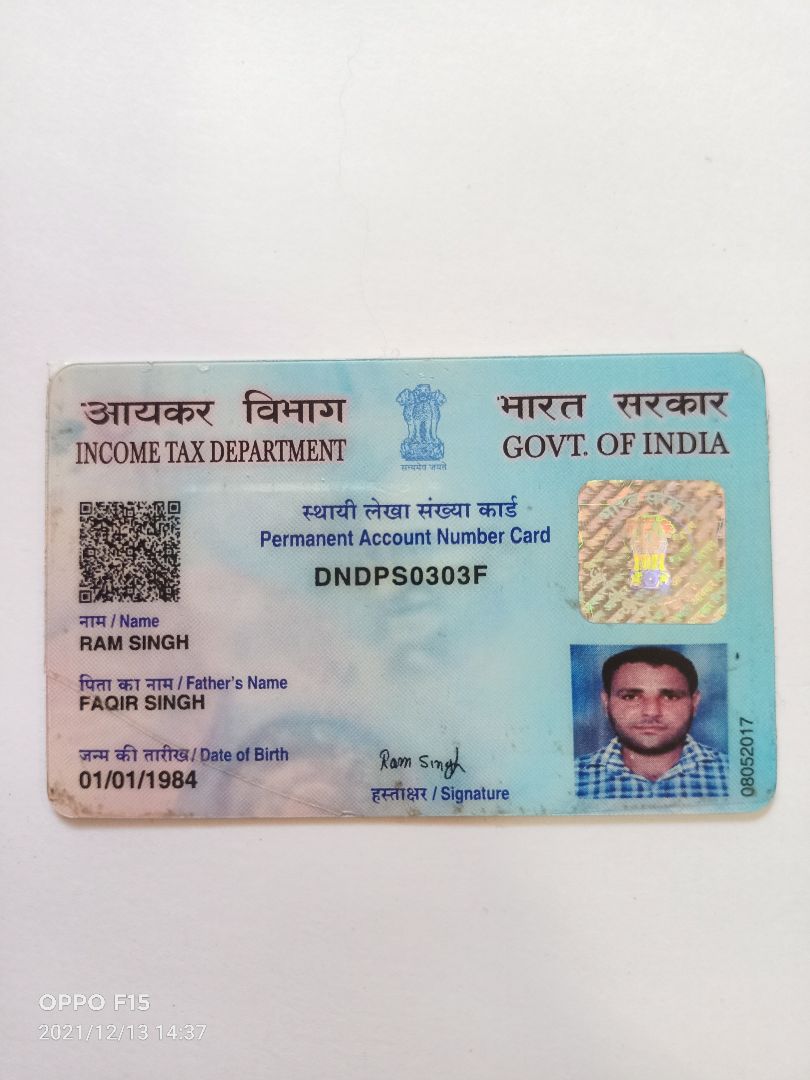 आयकर विभाग
INCOME TAX DEPARTMENT
सत्यमेव जयते
भारत सरकार
GOVT. OF INDIA
स्थायी लेखा संख्या कार्ड
Permanent Account Number Card
DNDPS0303F
नाम / Name
RAM SINGH
पिता का नाम / Father's Name
FAQIR SINGH
जन्म की तारीख / Date of Birth
01/01/1984
Ram Singh
हस्ताक्षर / Signature
08052017
OPPO F15
2021/12/13 14:37